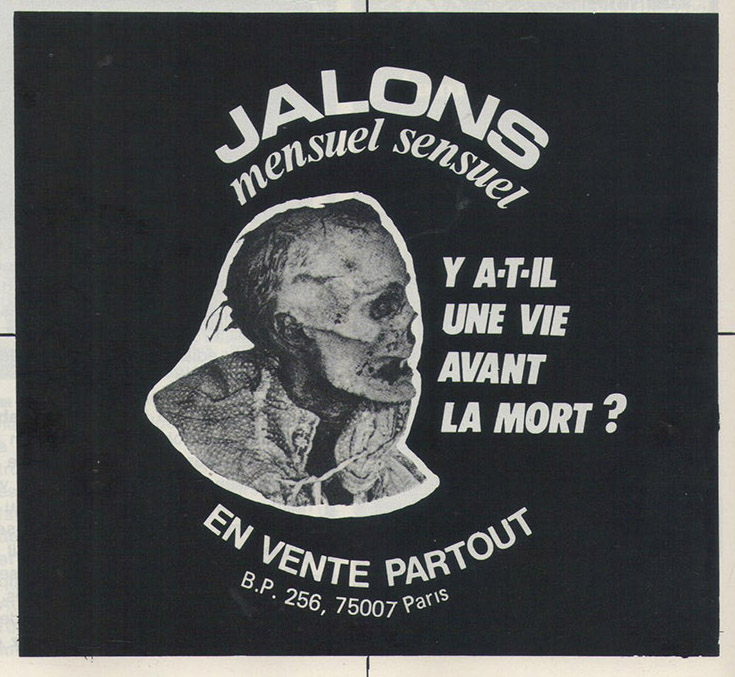 JALONS
mensuel sensuel
Y A-T-IL
UNE VIE
AVANT
LA MORT ?
EN VENTE PARTOUT
B.P. 256, 75007 Paris